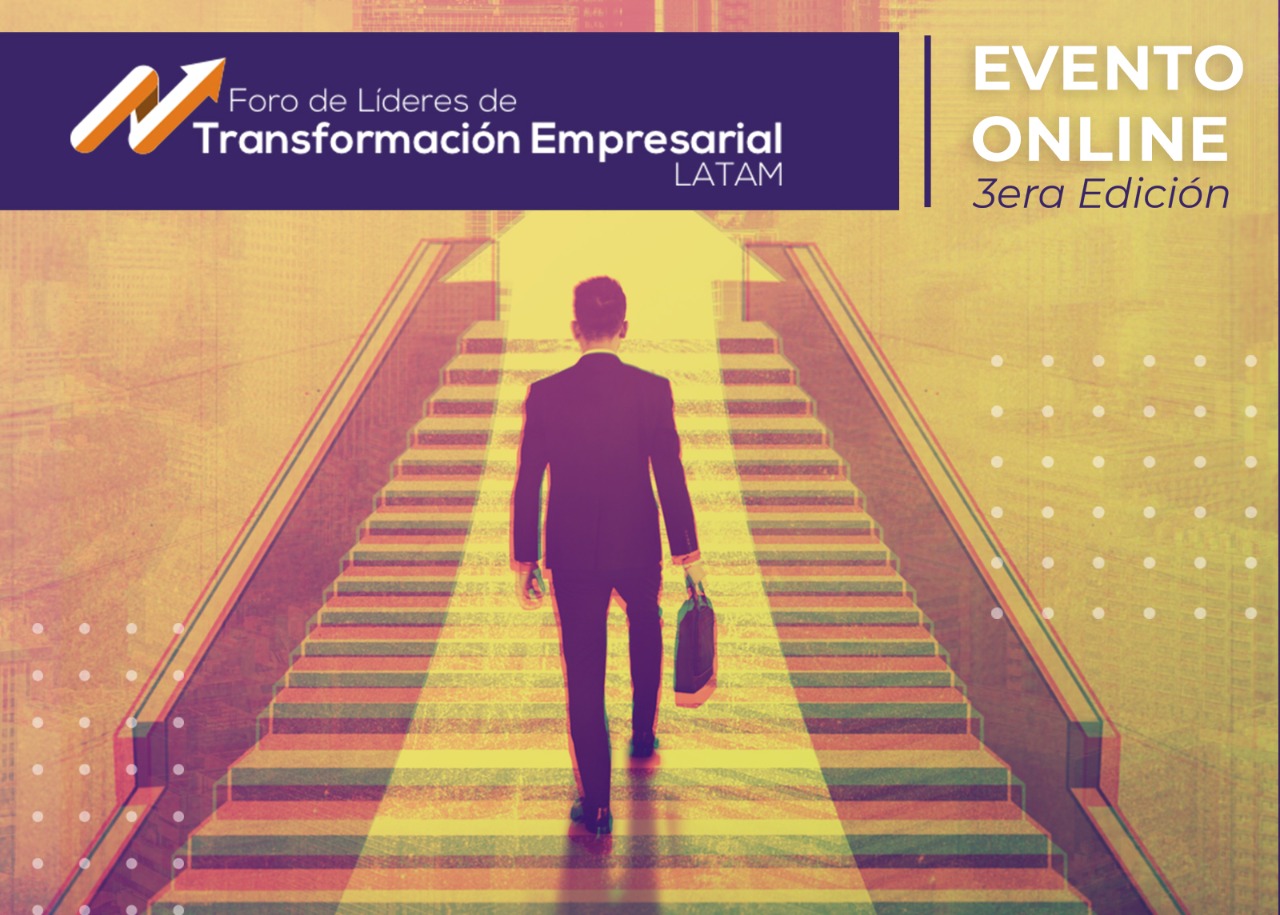 Foro de Líderes de
Transformación Empresarial
LATAM
EVENTO
ONLINE
3era Edición